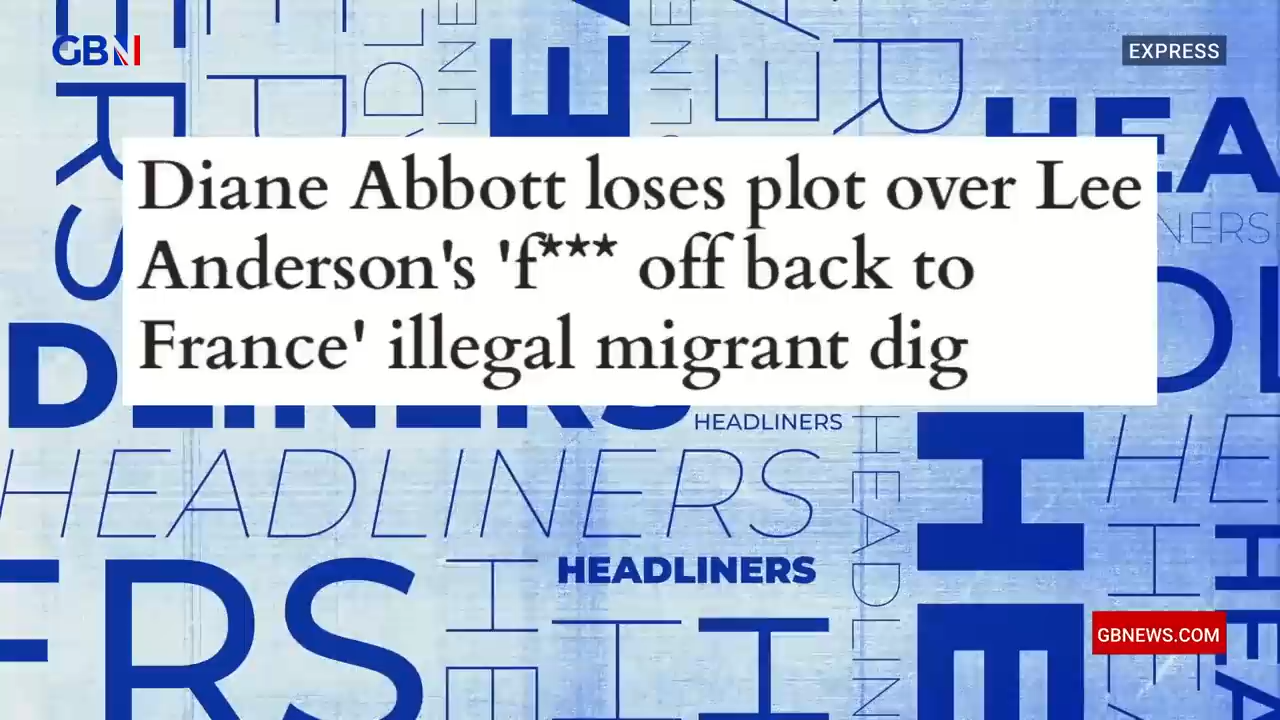 GBN
EXPRESS
Diane Abbott loses plot over Lee
Anderson's 'f*** off back to
France' illegal migrant dig
HEADLINERS
HEADLINERS
HEADLINERS
HEADLINERS
GBNEWS.COM